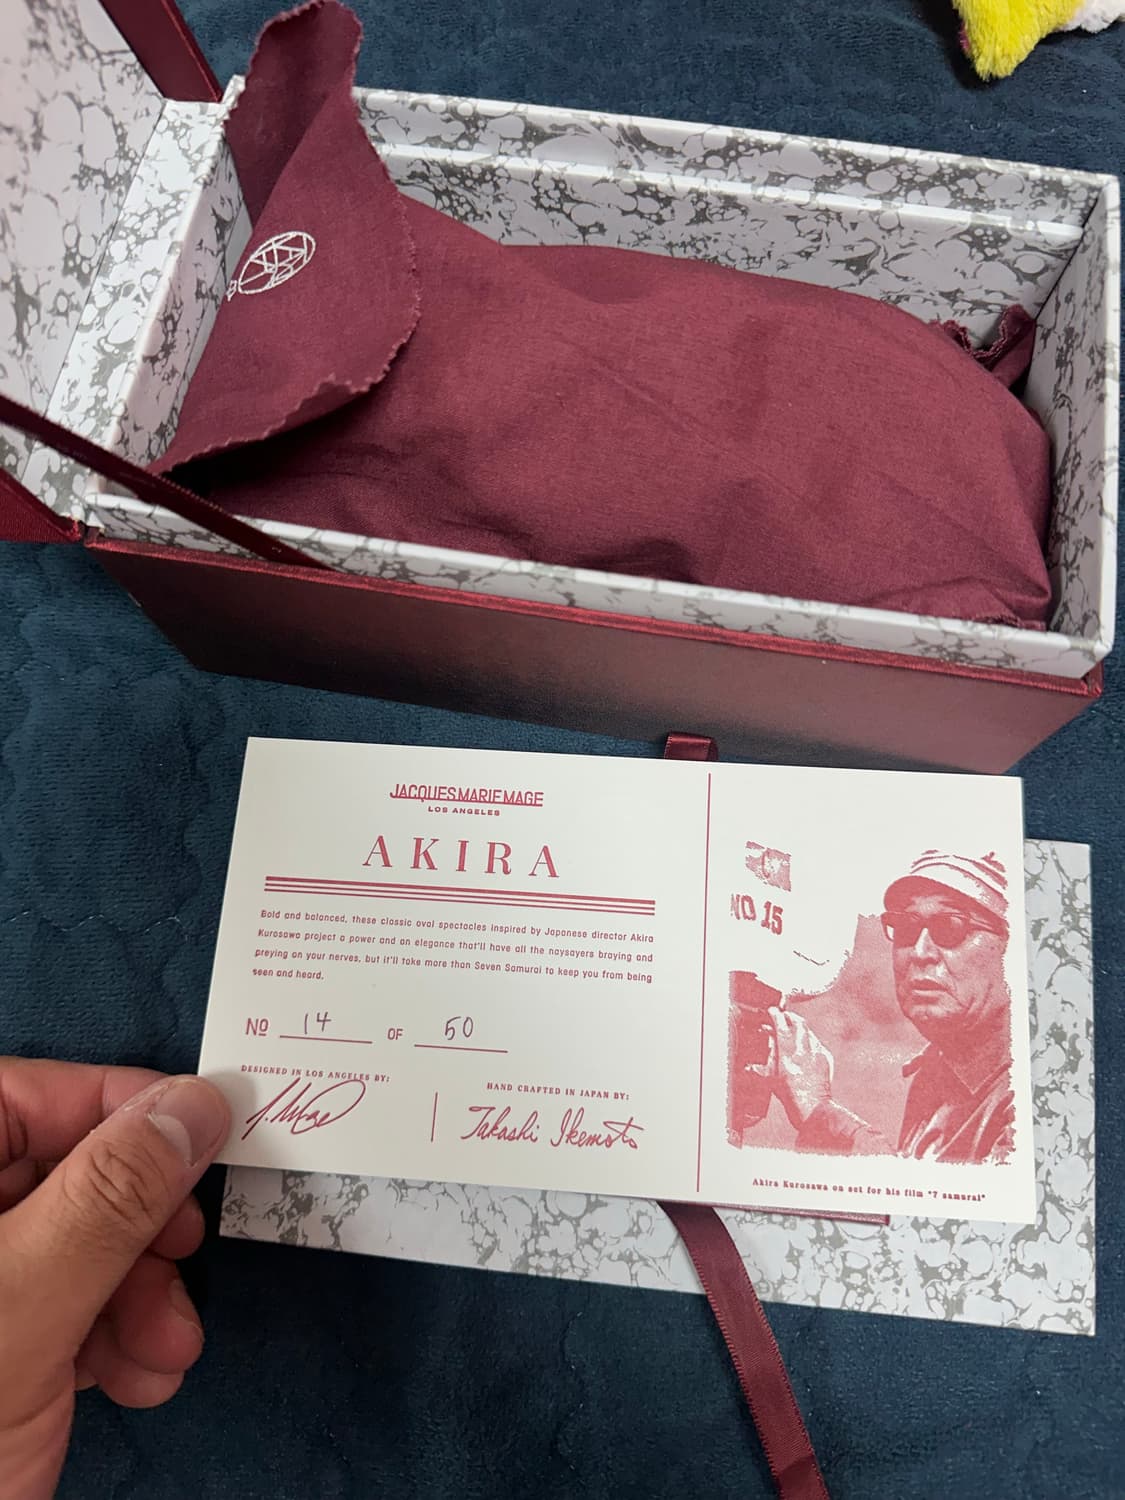 JACQUES MARIE MAGE
LOS ANGELES
AKIRA
Bold and balanced, these classic oval spectacles inspired by Japanese director Akira
Kurosawa project a power and an elegance that'll have all the naysayers braying and
preying on your nerves, but it'll take more than Seven Samurai to keep you from being
seen and heard.
Nº 14 OF 50
DESIGNED IN LOS ANGELES BY:
HAND CRAFTED IN JAPAN BY:
Takashi Ikemoto
NO 15
Akira Kurosawa on set for his film "7 samurai"